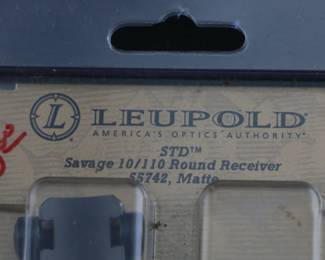 L LEUPOLD
AMERICA'S OPTICS AUTHORITY®
STD™
Savage 10/110 Round Receiver
55742, Matte